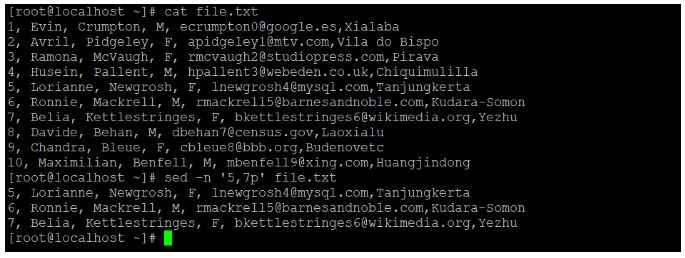 [root@localhost ~]# cat file.txt
1, Evin, Crumpton, M, ecrumpton0@google.es,Xialaba
2, Avril, Pidgeley, F, apidgeley1@mtv.com,Vila do Bispo
3, Ramona, McVaugh, F, rmcvaugh2@studiopress.com,Pirava
4, Husein, Pallent, M, hpallent3@webeden.co.uk,Chiquimulilla
5, Lorianne, Newgrosh, F, lnewgrosh4@mysql.com,Tanjungkerta
6, Ronnie, Mackrell, M, rmackrell5@barnesandnoble.com,Kudara-Somon
7, Belia, Kettlestringes, F, bkettlestringes6@wikimedia.org,Yezhu
8, Davide, Behan, M, dbehan7@census.gov,Laoxialu
9, Chandra, Bleue, F, cbleue8@bbb.org,Budenovetc
10, Maximilian, Benfell, M, mbenfell9@xing.com,Huangjindong
[root@localhost ~]# sed -n '5,7p' file.txt
5, Lorianne, Newgrosh, F, lnewgrosh4@mysql.com,Tanjungkerta
6, Ronnie, Mackrell, M, rmackrell5@barnesandnoble.com,Kudara-Somon
7, Belia, Kettlestringes, F, bkettlestringes6@wikimedia.org,Yezhu
[root@localhost ~]#